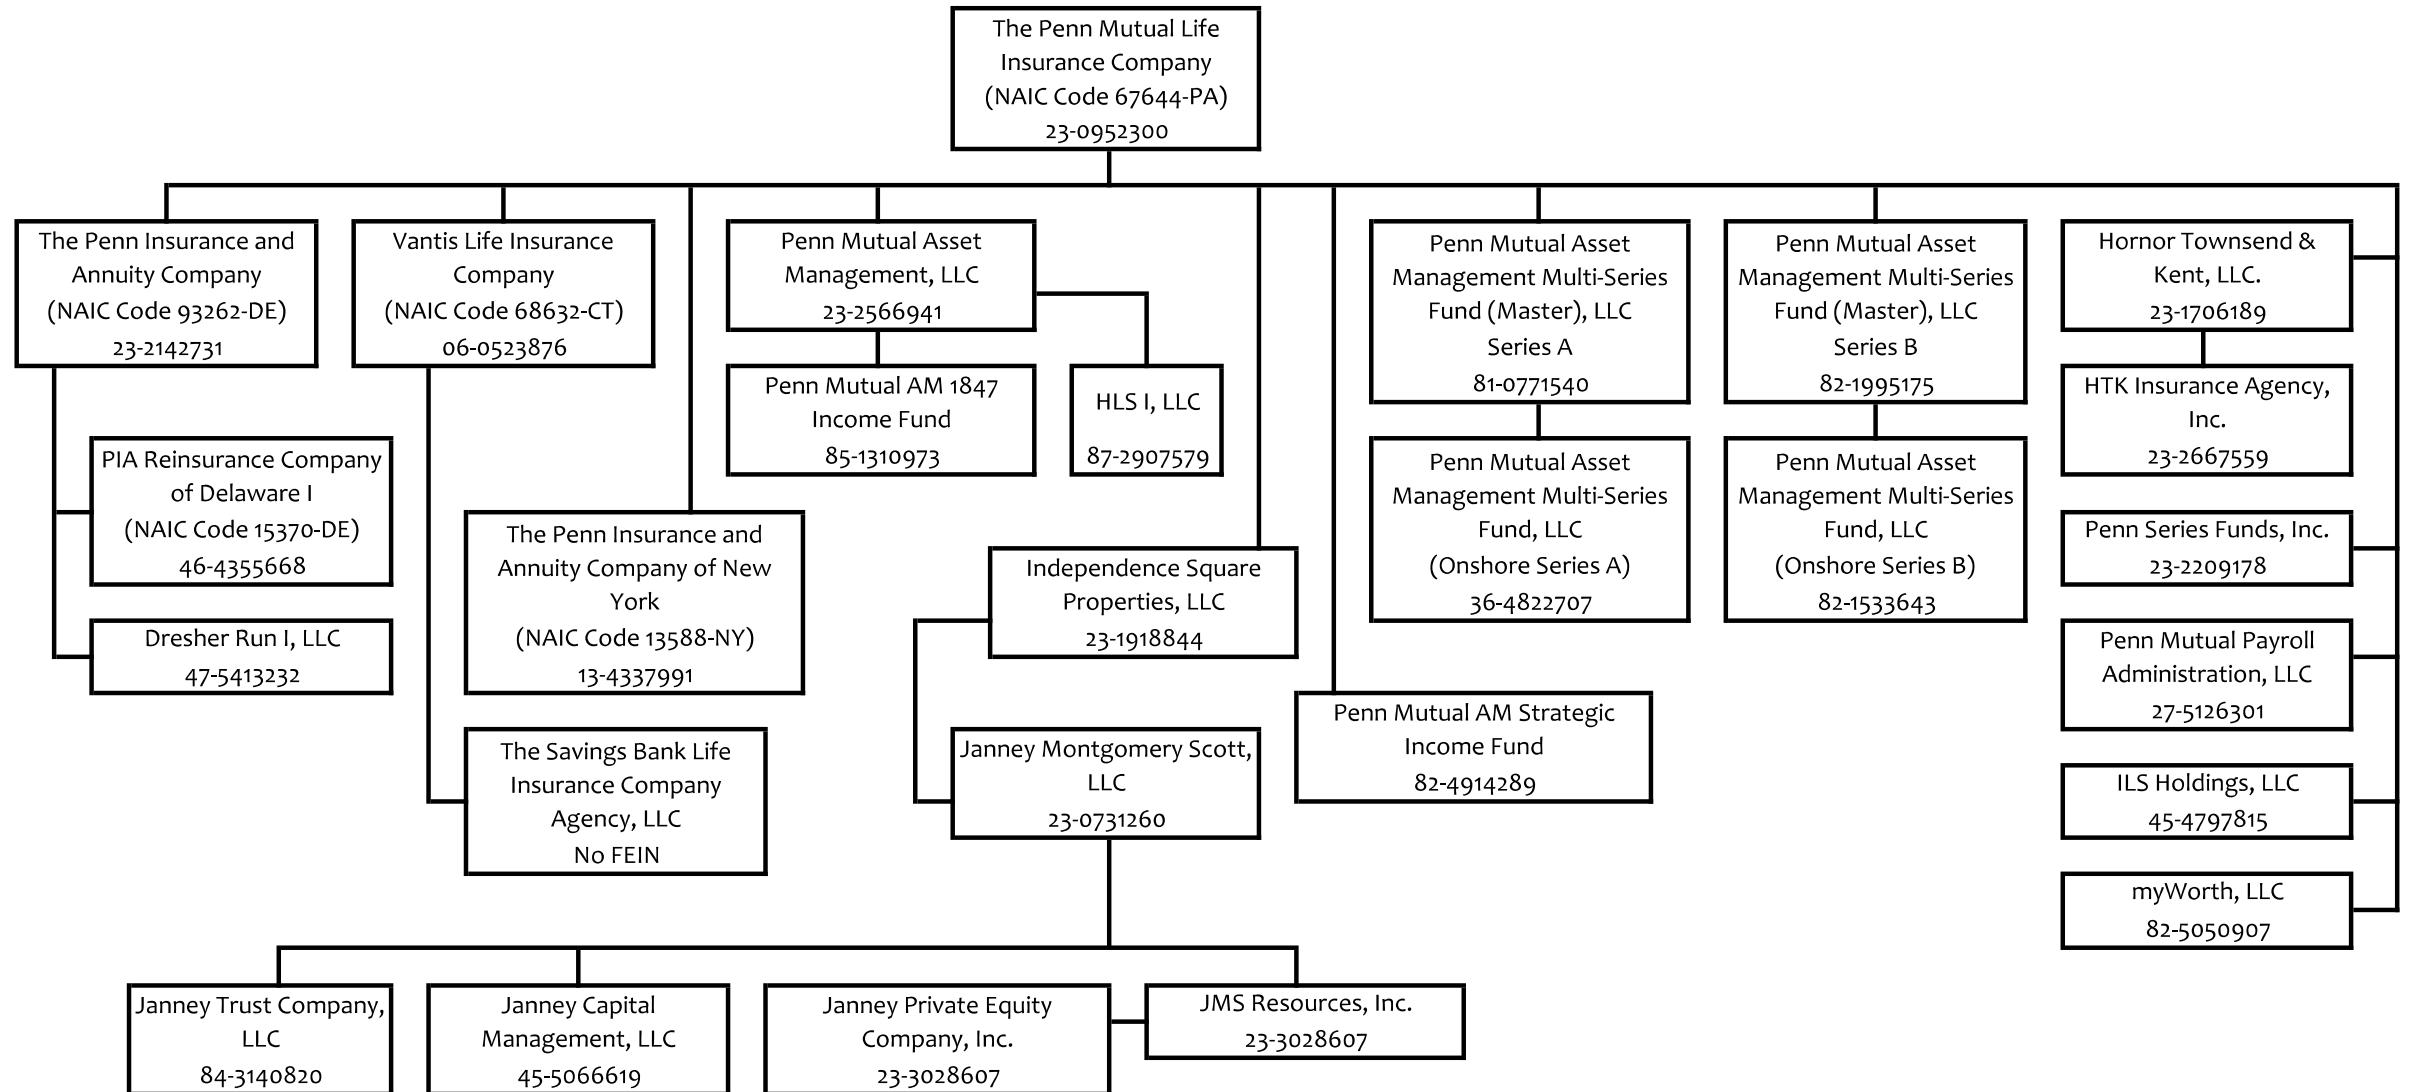 The Penn Mutual Life
Insurance Company
(NAIC Code 67644-PA)
23-0952300
The Penn Insurance and
Annuity Company
(NAIC Code 93262-DE)
23-2142731
Vantis Life Insurance
Company
(NAIC Code 68632-CT)
06-0523876
Penn Mutual Asset
Management, LLC
23-2566941
Penn Mutual Asset
Management Multi-Series
Fund (Master), LLC
Series A
81-0771540
Penn Mutual Asset
Management Multi-Series
Fund (Master), LLC
Series B
82-1995175
Hornor Townsend &
Kent, LLC.
23-1706189
Penn Mutual AM 1847
Income Fund
85-1310973
HLS I, LLC
87-2907579
HTK Insurance Agency,
Inc.
23-2667559
PIA Reinsurance Company
of Delaware I
(NAIC Code 15370-DE)
46-4355668
Penn Mutual Asset
Management Multi-Series
Fund, LLC
(Onshore Series A)
36-4822707
Penn Mutual Asset
Management Multi-Series
Fund, LLC
(Onshore Series B)
82-1533643
The Penn Insurance and
Annuity Company of New
York
(NAIC Code 13588-NY)
13-4337991
Independence Square
Properties, LLC
23-1918844
Penn Series Funds, Inc.
23-2209178
Dresher Run I, LLC
47-5413232
Penn Mutual Payroll
Administration, LLC
27-5126301
Penn Mutual AM Strategic
Income Fund
82-4914289
The Savings Bank Life
Insurance Company
Agency, LLC
No FEIN
Janney Montgomery Scott,
LLC
23-0731260
ILS Holdings, LLC
45-4797815
myWorth, LLC
82-5050907
Janney Trust Company,
LLC
84-3140820
Janney Capital
Management, LLC
45-5066619
Janney Private Equity
Company, Inc.
23-3028607
JMS Resources, Inc.
23-3028607